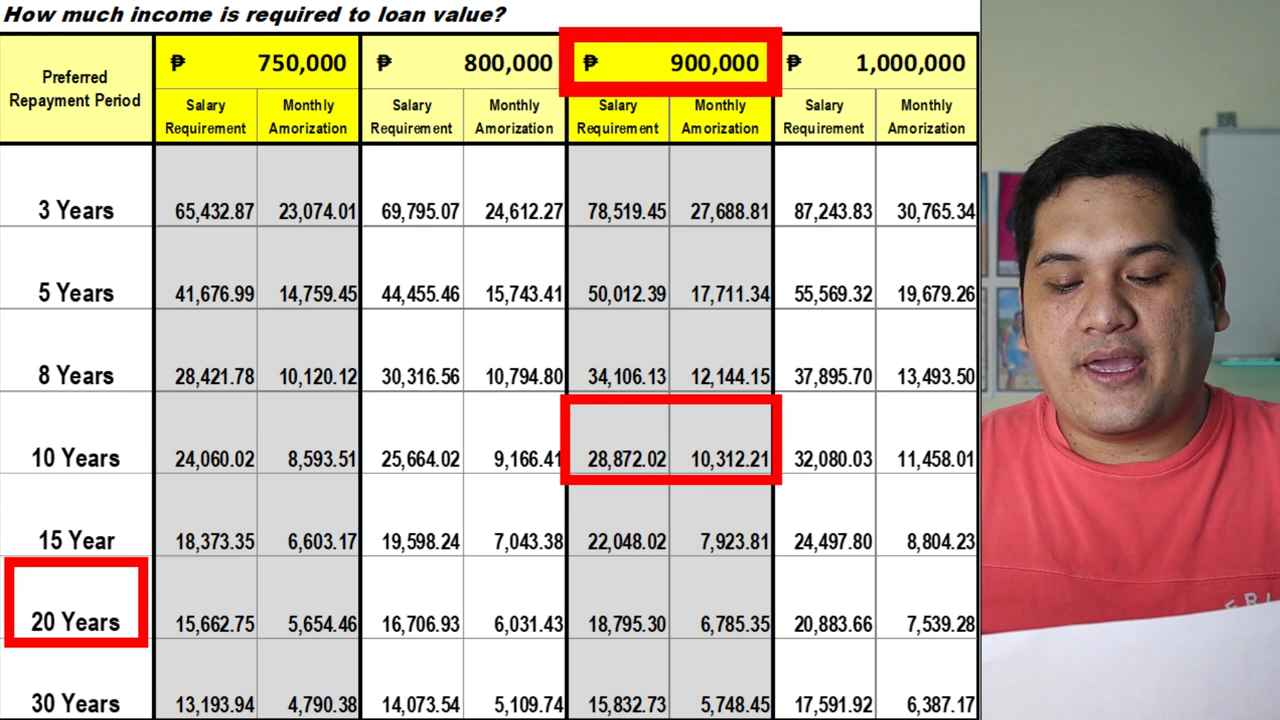 How much income is required to loan value?
Preferred Repayment Period ₱ 750,000 ₱ 800,000 ₱ 900,000 ₱ 1,000,000
Salary Requirement Monthly Amorization Salary Requirement Monthly Amorization Salary Requirement Monthly Amorization Salary Requirement Monthly Amorization
3 Years 65,432.87 23,074.01 69,795.07 24,612.27 78,519.45 27,688.81 87,243.83 30,765.34
5 Years 41,676.99 14,759.45 44,455.46 15,743.41 50,012.39 17,711.34 55,569.32 19,679.26
8 Years 28,421.78 10,120.12 30,316.56 10,794.80 34,106.13 12,144.15 37,895.70 13,493.50
10 Years 24,060.02 8,593.51 25,664.02 9,166.41 28,872.02 10,312.21 32,080.03 11,458.01
15 Year 18,373.35 6,603.17 19,598.24 7,043.38 22,048.02 7,923.81 24,497.80 8,804.23
20 Years 15,662.75 5,654.46 16,706.93 6,031.43 18,795.30 6,785.35 20,883.66 7,539.28
30 Years 13,193.94 4,790.38 14,073.54 5,109.74 15,832.73 5,748.45 17,591.92 6,387.17